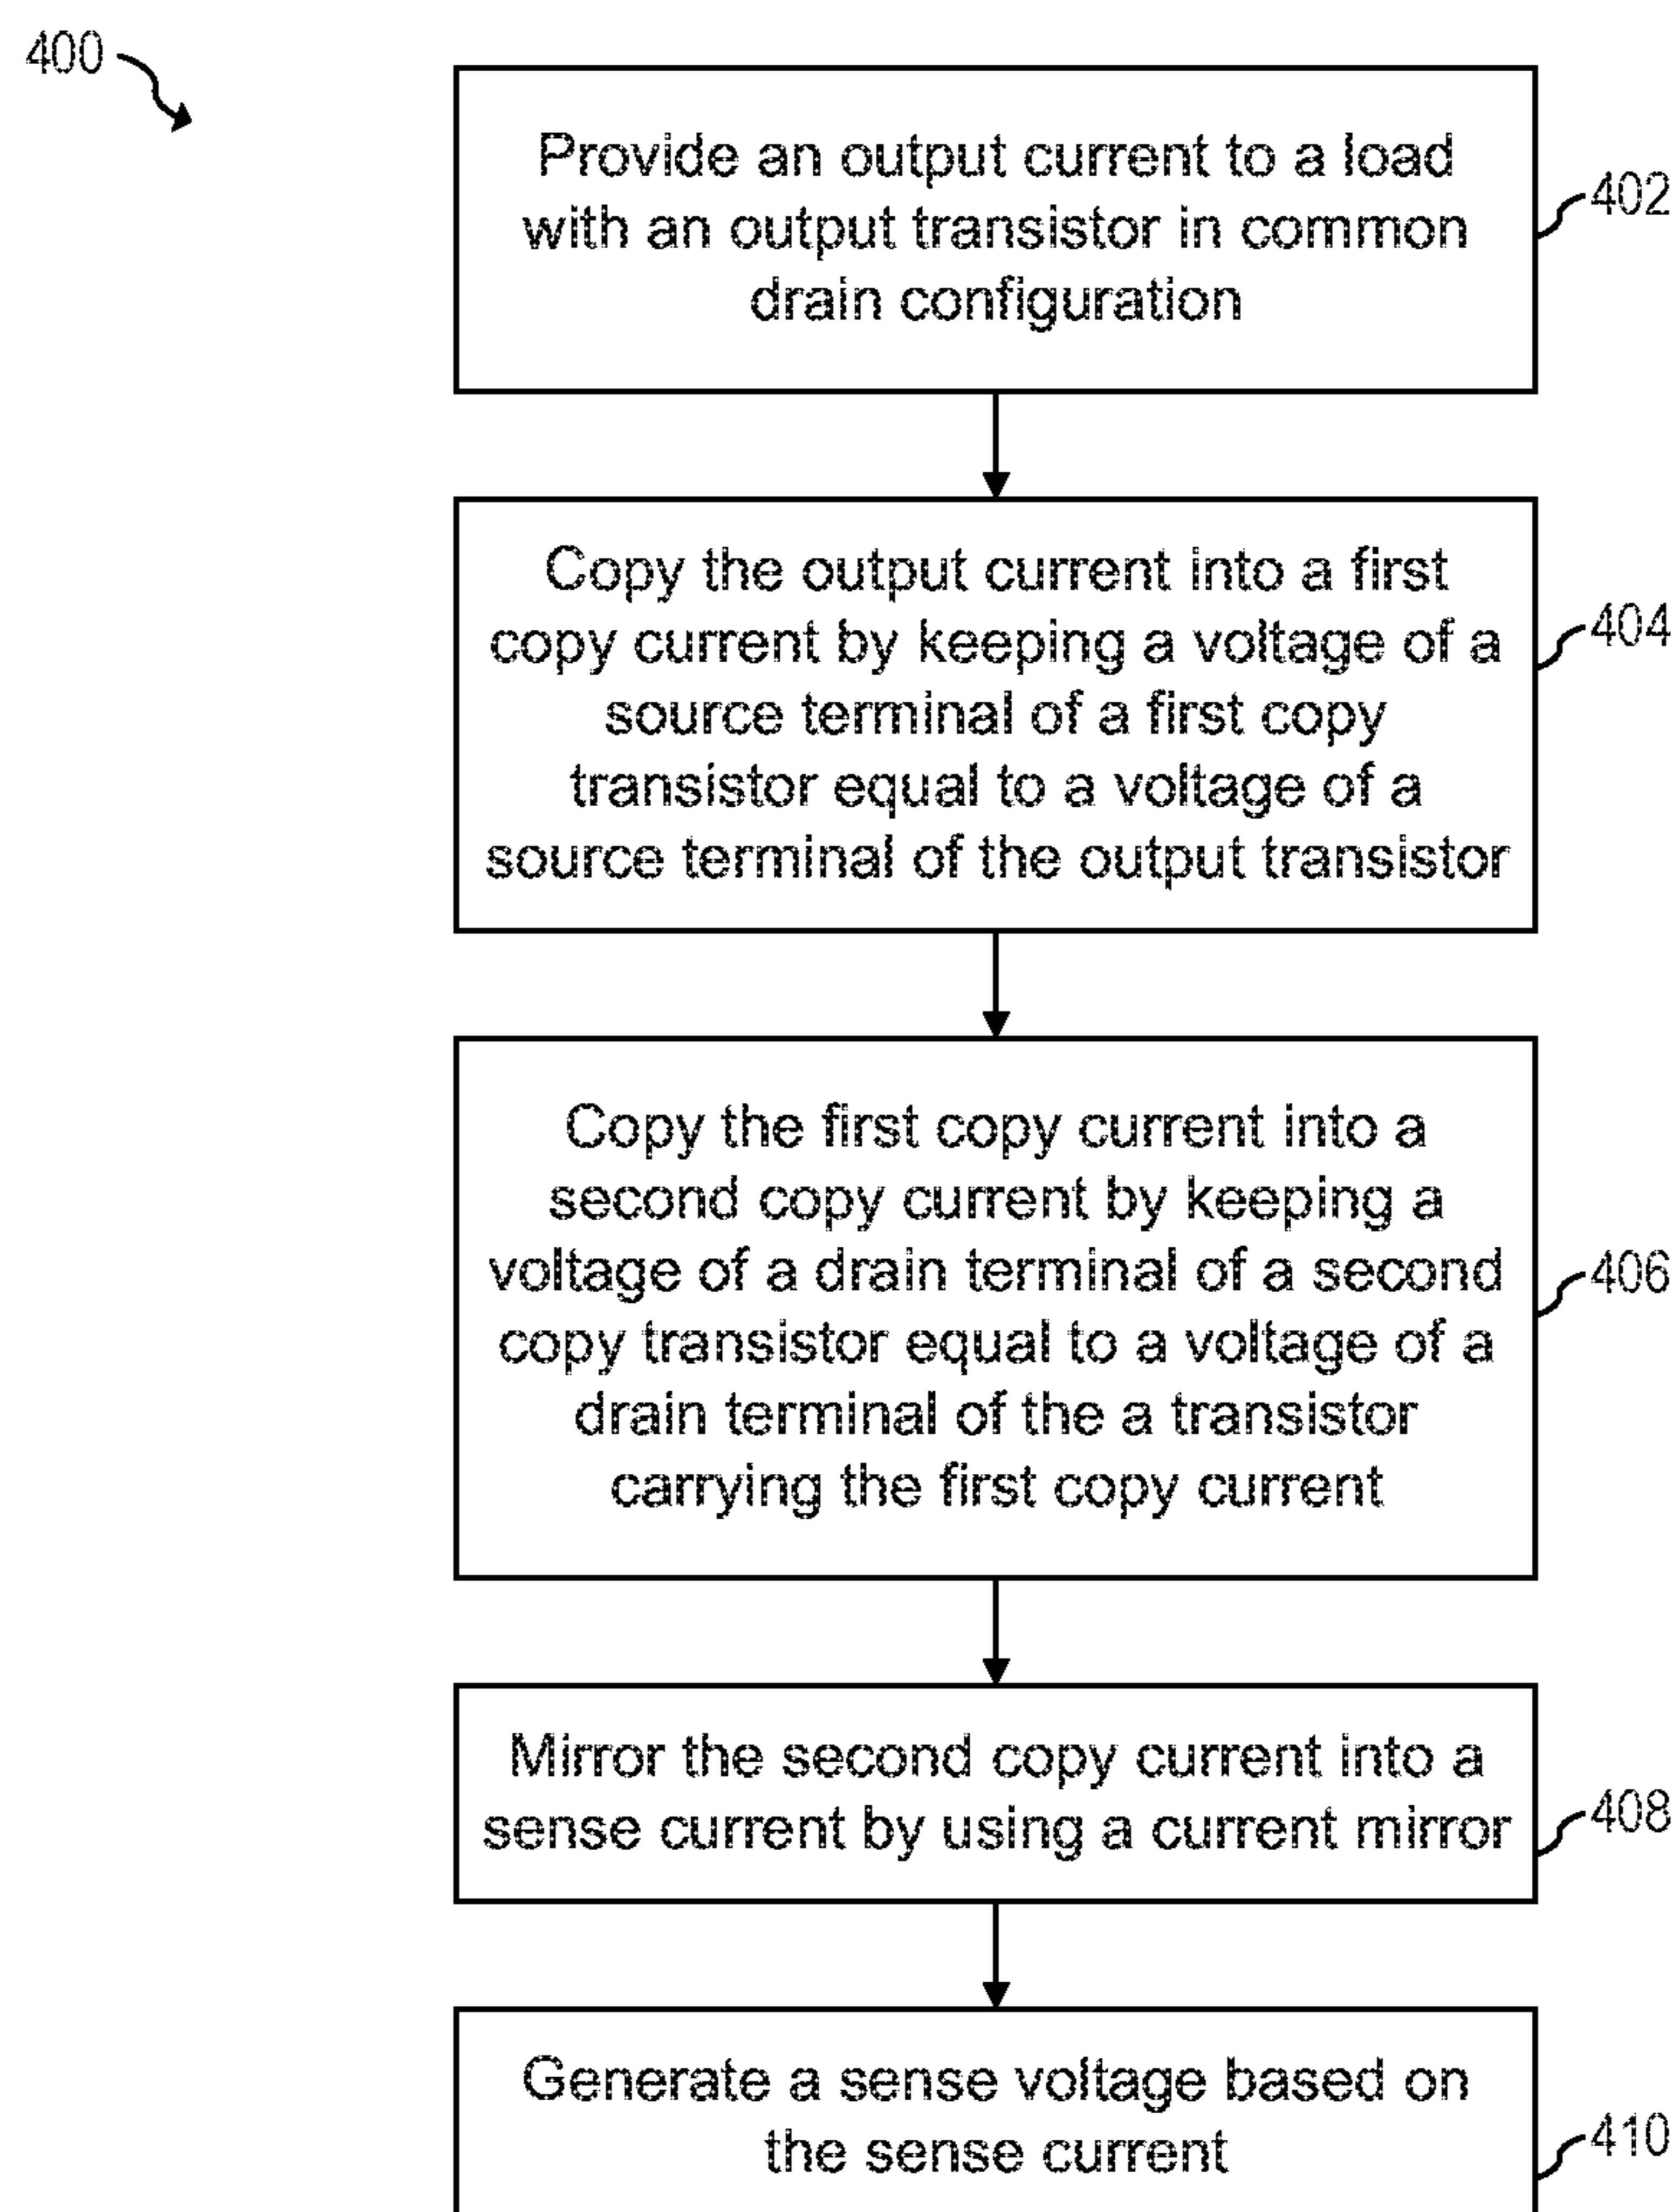 400
Provide an output current to a load
with an output transistor in common
drain configuration
402
Copy the output current into a first
copy current by keeping a voltage of a
source terminal of a first copy
transistor equal to a voltage of a
source terminal of the output transistor
404
Copy the first copy current into a
second copy current by keeping a
voltage of a drain terminal of a second
copy transistor equal to a voltage of a
drain terminal of the a transistor
carrying the first copy current
406
Mirror the second copy current into a
sense current by using a current mirror
408
Generate a sense voltage based on
the sense current
410